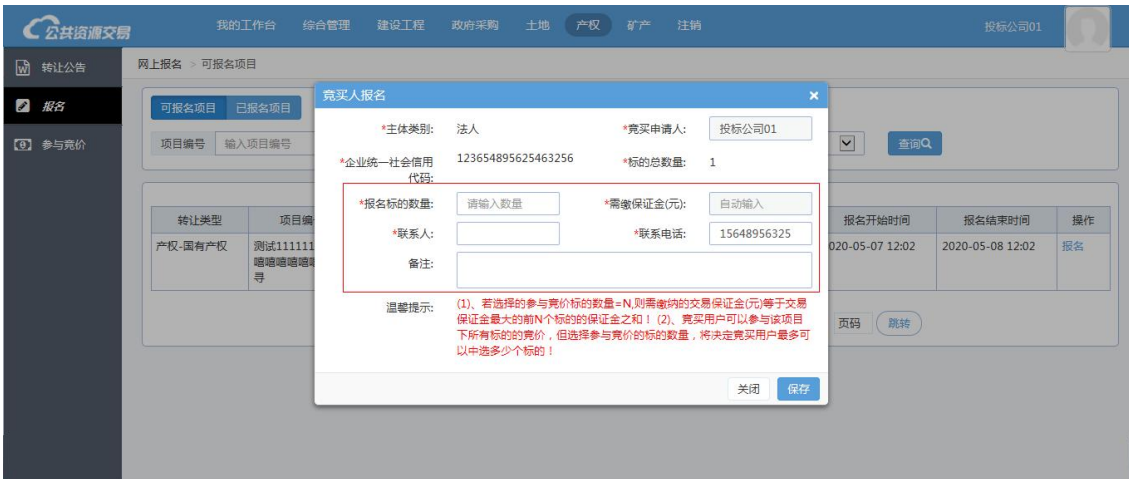 公共资源交易
我的工作台 综合管理 建设工程 政府采购 土地 产权 矿产 注销 投标公司01
转让公告
报名
参与竞价
网上报名 > 可报名项目
可报名项目 已报名项目
项目编号 输入项目编号 查询
转让类型 项目编 报名开始时间 报名结束时间 操作
产权-国有产权 测试111111 020-05-07 12:02 2020-05-08 12:02 报名
嘻嘻嘻嘻嘻
寻
页码 跳转
竞买人报名 ×
*主体类别: 法人 *竞买申请人: 投标公司01
*企业统一社会信用 123654895625463256 *标的总数量: 1
代码:
*报名标的数量: 请输入数量 *需缴保证金(元): 自动输入
*联系人: *联系电话: 15648956325
备注:
温馨提示: (1)、若选择的参与竞价标的数量=N,则需缴纳的交易保证金(元)等于交易
保证金最大的前N个标的的保证金之和！ (2)、竞买用户可以参与该项目
下所有标的的竞价，但选择参与竞价的标的数量，将决定竞买用户最多可
以中选多少个标的！
关闭 保存